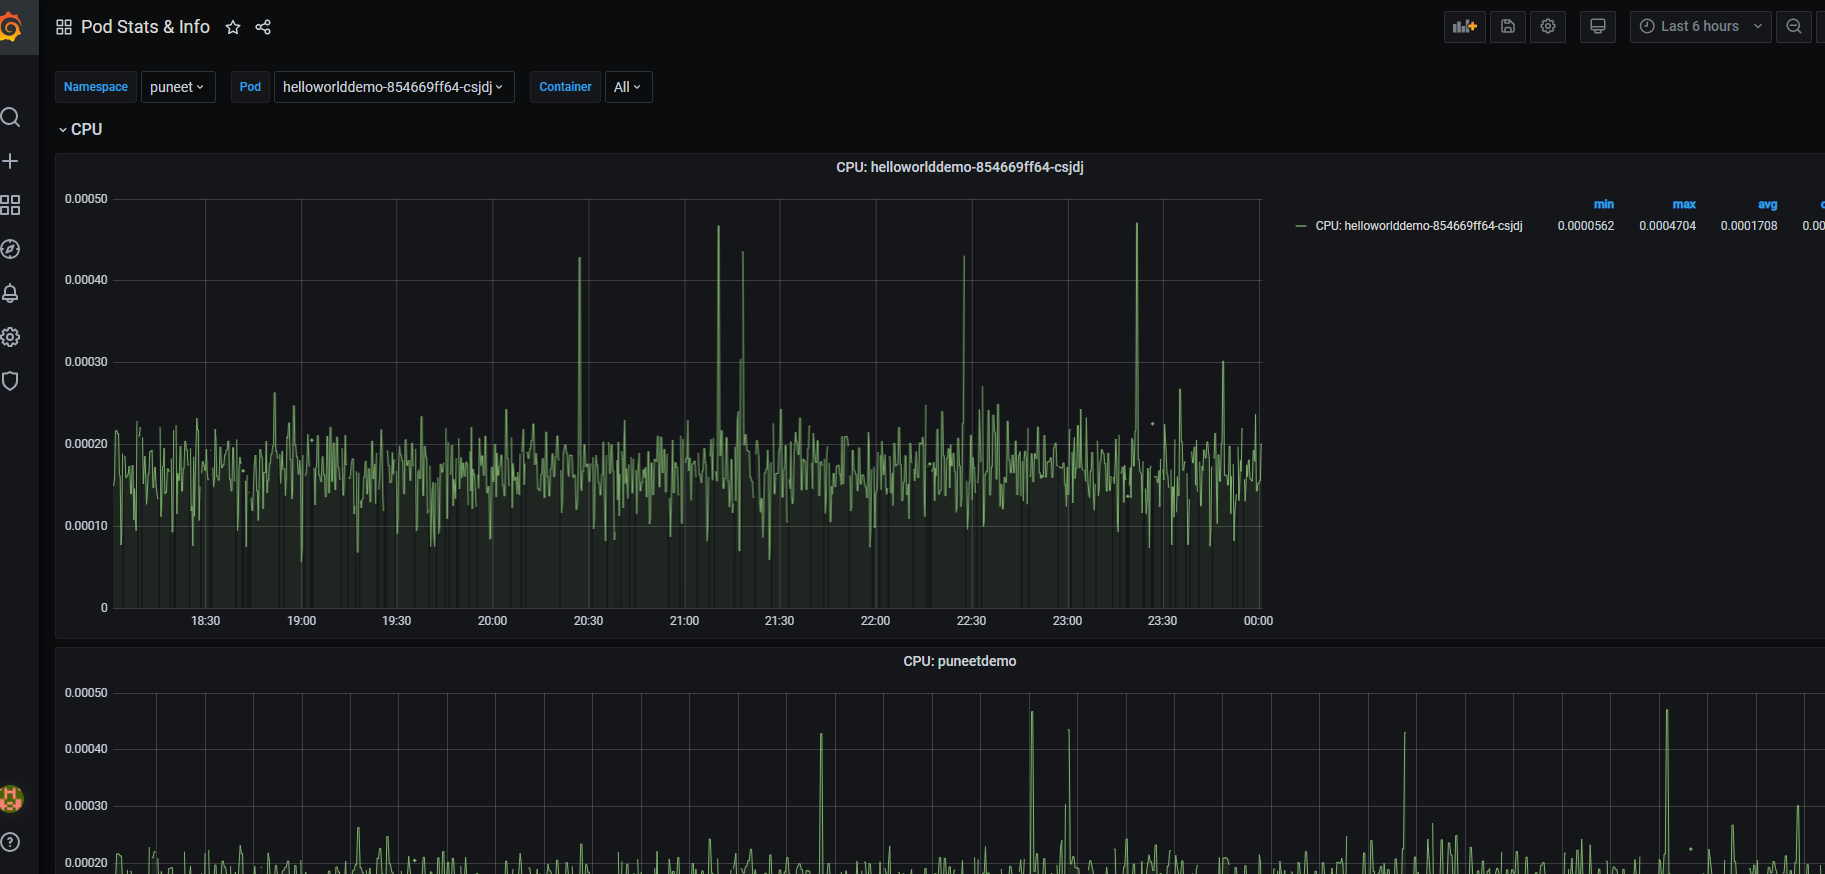 Pod Stats & Info
Last 6 hours
Namespace puneet Pod helloworlddemo-854669ff64-csjdj Container All
CPU
CPU: helloworlddemo-854669ff64-csjdj
0.00050
0.00040
0.00030
0.00020
0.00010
0
18:30 19:00 19:30 20:00 20:30 21:00 21:30 22:00 22:30 23:00 23:30 00:00
min max avg
CPU: helloworlddemo-854669ff64-csjdj 0.0000562 0.0004704 0.0001708 0.00
CPU: puneetdemo
0.00050
0.00040
0.00030
0.00020